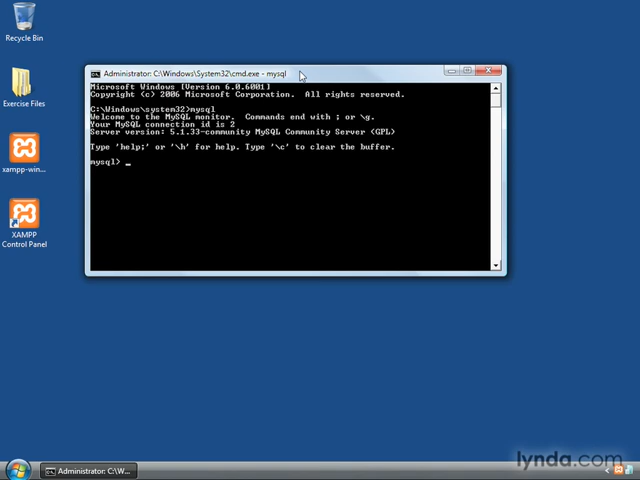 Recycle Bin
Exercise Files
xampp-win...
XAMPP
Control Panel
Administrator: C:\Windows\System32\cmd.exe - mysql
Microsoft Windows [Version 6.0.6001]
Copyright (c) 2006 Microsoft Corporation.  All rights reserved.
C:\Windows\system32>mysql
Welcome to the MySQL monitor.  Commands end with ; or \g.
Your MySQL connection id is 2
Server version: 5.1.33-community MySQL Community Server (GPL)
Type 'help;' or '\h' for help. Type '\c' to clear the buffer.
mysql> _
Administrator: C:\W...
lynda.com